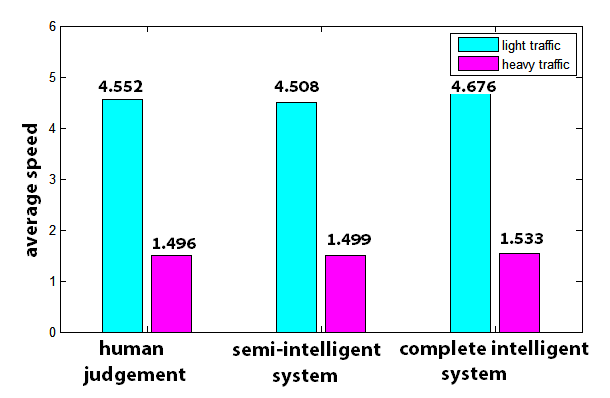 6
5
4
3
2
1
0
average speed
light traffic
heavy traffic
4.552
1.496
4.508
1.499
4.676
1.533
human
judgement
semi-intelligent
system
complete intelligent
system